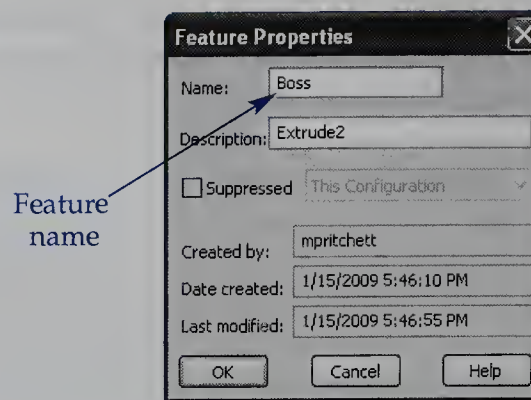 Feature Properties
Name: Boss
Description: Extrude2
Suppressed This Configuration
Feature
name
Created by: mpritchett
Date created: 1/15/2009 5:46:10 PM
Last modified: 1/15/2009 5:46:55 PM
OK Cancel Help